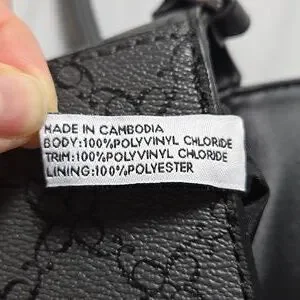 MADE IN CAMBODIA
BODY:100%POLYVINYL CHLORIDE
TRIM:100%POLYVINYL CHLORIDE
LINING:100%POLYESTER